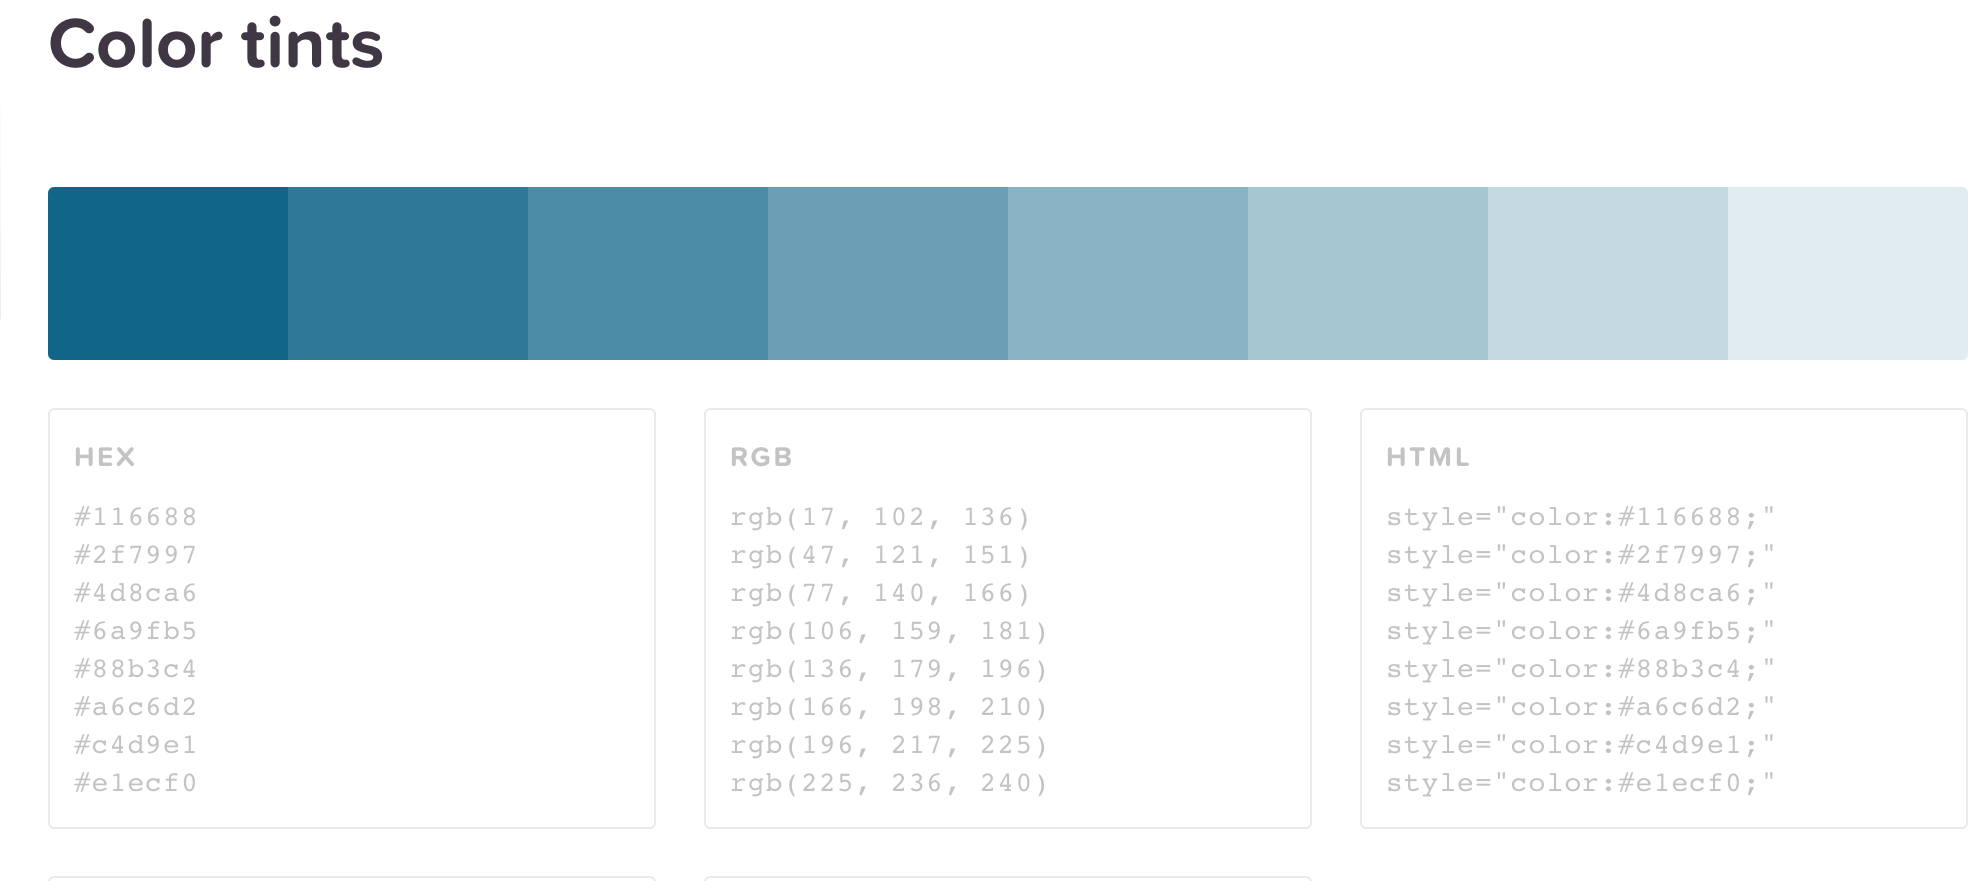 Color tints
HEX
#116688
#2f7997
#4d8ca6
#6a9fb5
#88b3c4
#a6c6d2
#c4d9e1
#e1ecf0
RGB
rgb(17, 102, 136)
rgb(47, 121, 151)
rgb(77, 140, 166)
rgb(106, 159, 181)
rgb(136, 179, 196)
rgb(166, 198, 210)
rgb(196, 217, 225)
rgb(225, 236, 240)
HTML
style="color:#116688;"
style="color:#2f7997;"
style="color:#4d8ca6;"
style="color:#6a9fb5;"
style="color:#88b3c4;"
style="color:#a6c6d2;"
style="color:#c4d9e1;"
style="color:#e1ecf0;"